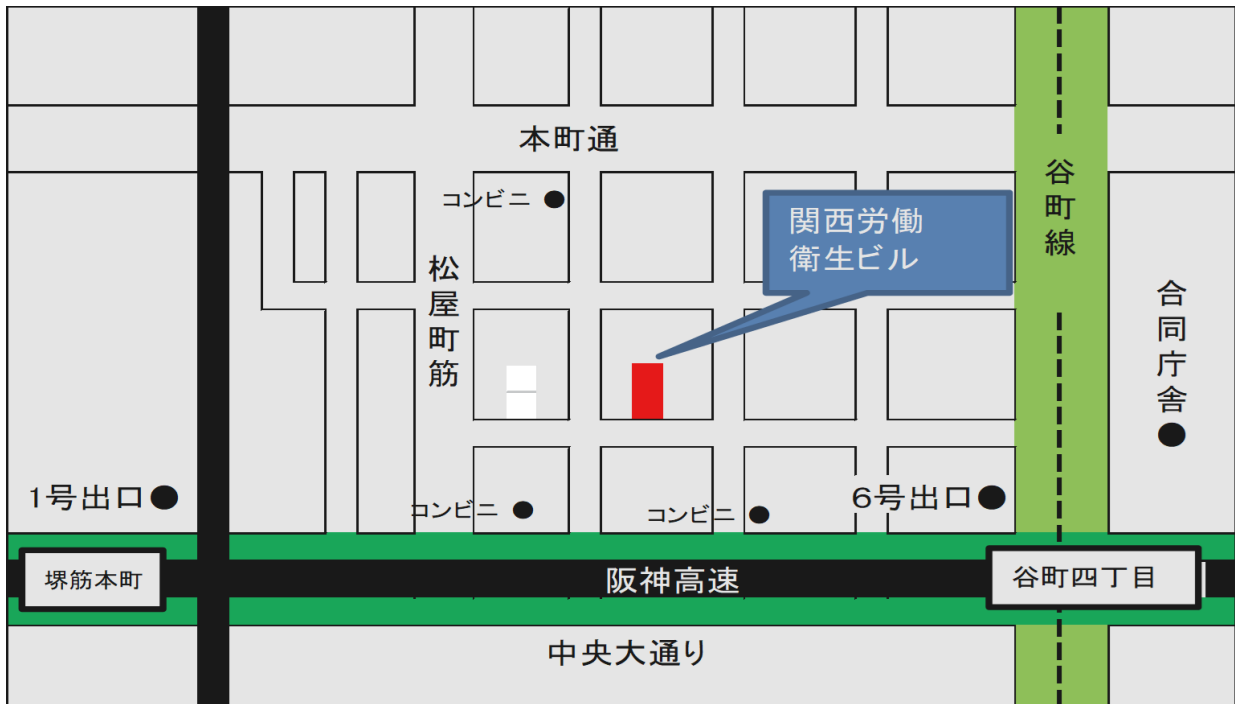 本町通
コンビニ
関西労働
衛生ビル
谷町線
松屋町筋
合同庁舎
1号出口
コンビニ
コンビニ
6号出口
堺筋本町
阪神高速
谷町四丁目
中央大通り